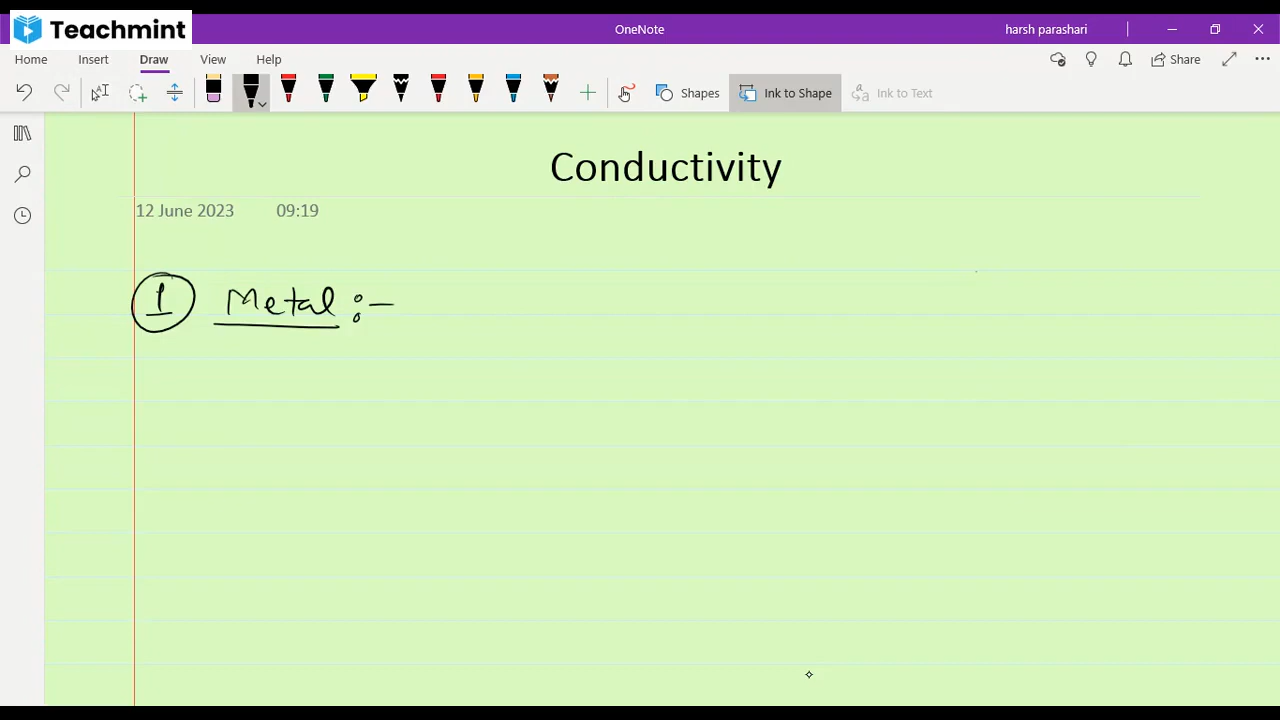 Teachmint
OneNote
harsh parashari
Home Insert Draw View Help
Share
Shapes Ink to Shape Ink to Text
Conductivity
12 June 2023 09:19
1 Metal :-